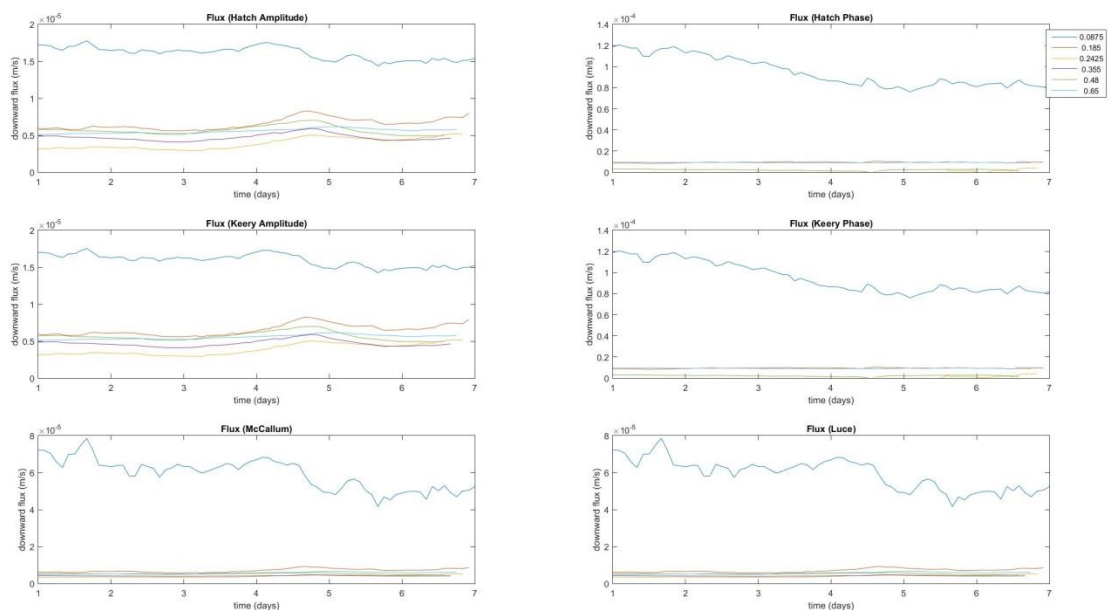 Flux (Hatch Amplitude)
×10-5
2
1.5
1
0.5
0
downward flux (m/s)
1 2 3 4 5 6 7
time (days)
Flux (Hatch Phase)
×10-4
1.4
1.2
1
0.8
0.6
0.4
0.2
0
downward flux (m/s)
1 2 3 4 5 6 7
time (days)
0.0875
0.185
0.2425
0.355
0.48
0.65
Flux (Keery Amplitude)
×10-5
2
1.5
1
0.5
0
downward flux (m/s)
1 2 3 4 5 6 7
time (days)
Flux (Keery Phase)
×10-4
1.4
1.2
1
0.8
0.6
0.4
0.2
0
downward flux (m/s)
1 2 3 4 5 6 7
time (days)
Flux (McCallum)
×10-5
8
6
4
2
0
downward flux (m/s)
1 2 3 4 5 6 7
time (days)
Flux (Luce)
×10-5
8
6
4
2
0
downward flux (m/s)
1 2 3 4 5 6 7
time (days)